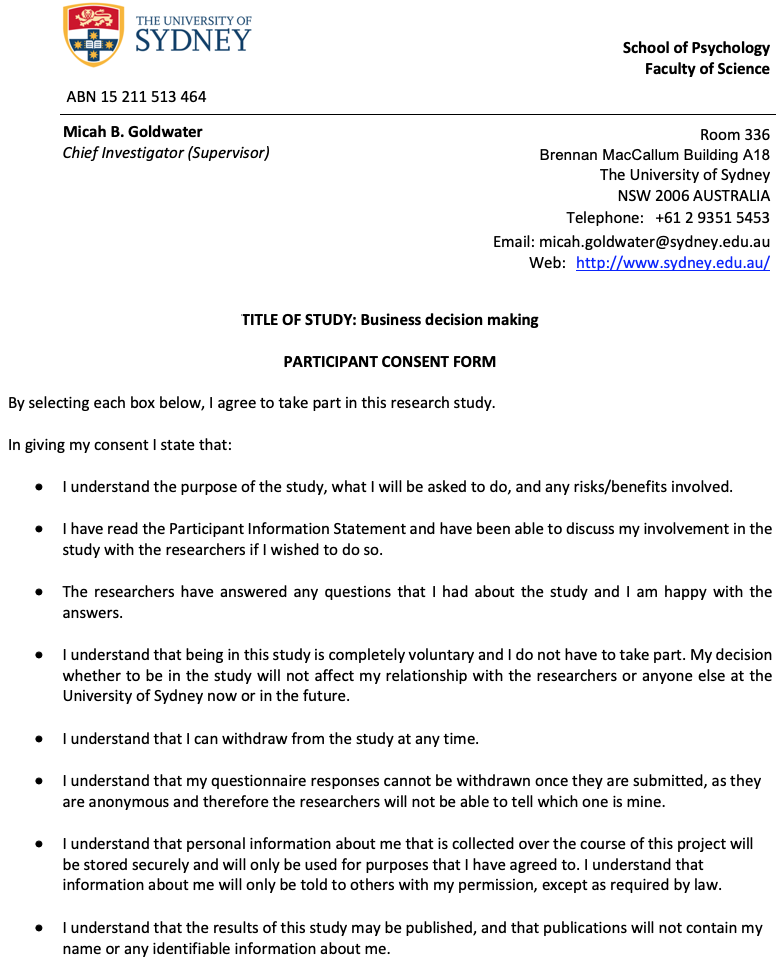 THE UNIVERSITY OF
SYDNEY
School of Psychology
Faculty of Science
ABN 15 211 513 464
Micah B. Goldwater
Chief Investigator (Supervisor)
Room 336
Brennan MacCallum Building A18
The University of Sydney
NSW 2006 AUSTRALIA
Telephone: +61 2 9351 5453
Email: micah.goldwater@sydney.edu.au
Web: http://www.sydney.edu.au/
TITLE OF STUDY: Business decision making
PARTICIPANT CONSENT FORM
By selecting each box below, I agree to take part in this research study.
In giving my consent I state that:
• I understand the purpose of the study, what I will be asked to do, and any risks/benefits involved.
• I have read the Participant Information Statement and have been able to discuss my involvement in the
study with the researchers if I wished to do so.
• The researchers have answered any questions that I had about the study and I am happy with the
answers.
• I understand that being in this study is completely voluntary and I do not have to take part. My decision
whether to be in the study will not affect my relationship with the researchers or anyone else at the
University of Sydney now or in the future.
• I understand that I can withdraw from the study at any time.
• I understand that my questionnaire responses cannot be withdrawn once they are submitted, as they
are anonymous and therefore the researchers will not be able to tell which one is mine.
• I understand that personal information about me that is collected over the course of this project will
be stored securely and will only be used for purposes that I have agreed to. I understand that
information about me will only be told to others with my permission, except as required by law.
• I understand that the results of this study may be published, and that publications will not contain my
name or any identifiable information about me.